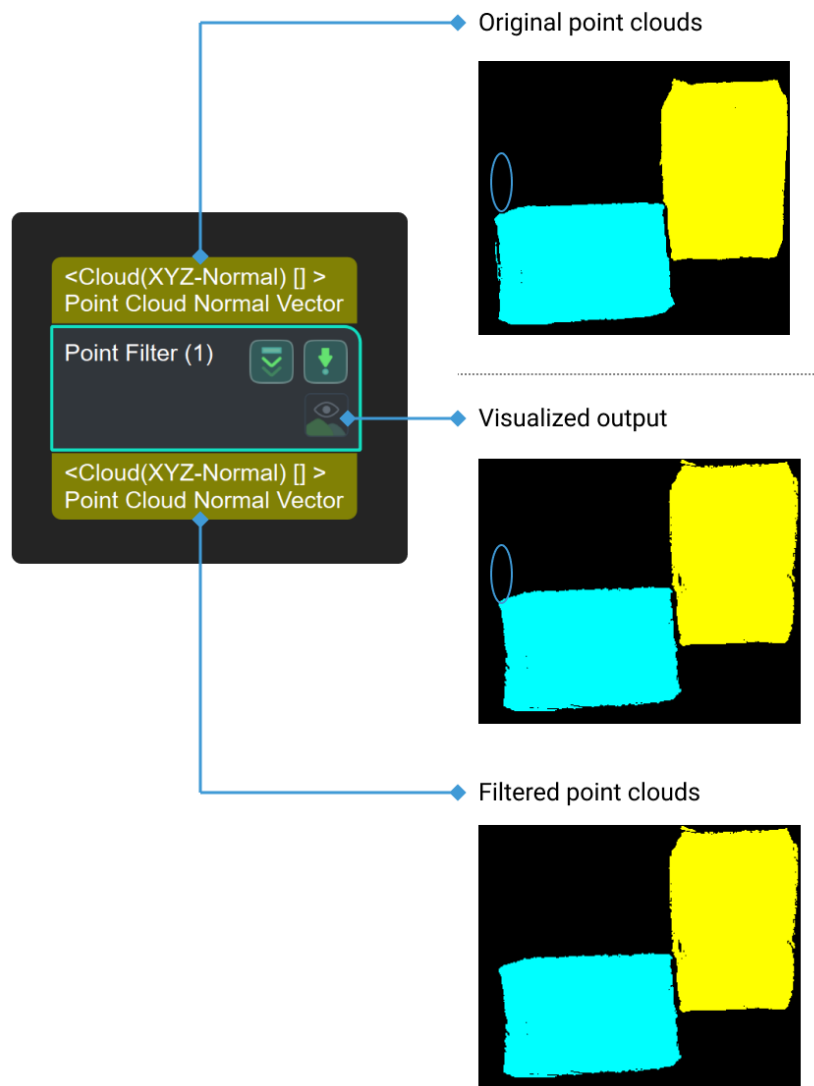 Original point clouds
<Cloud(XYZ-Normal) [] >
Point Cloud Normal Vector
Point Filter (1)
Visualized output
<Cloud(XYZ-Normal) [] >
Point Cloud Normal Vector
Filtered point clouds